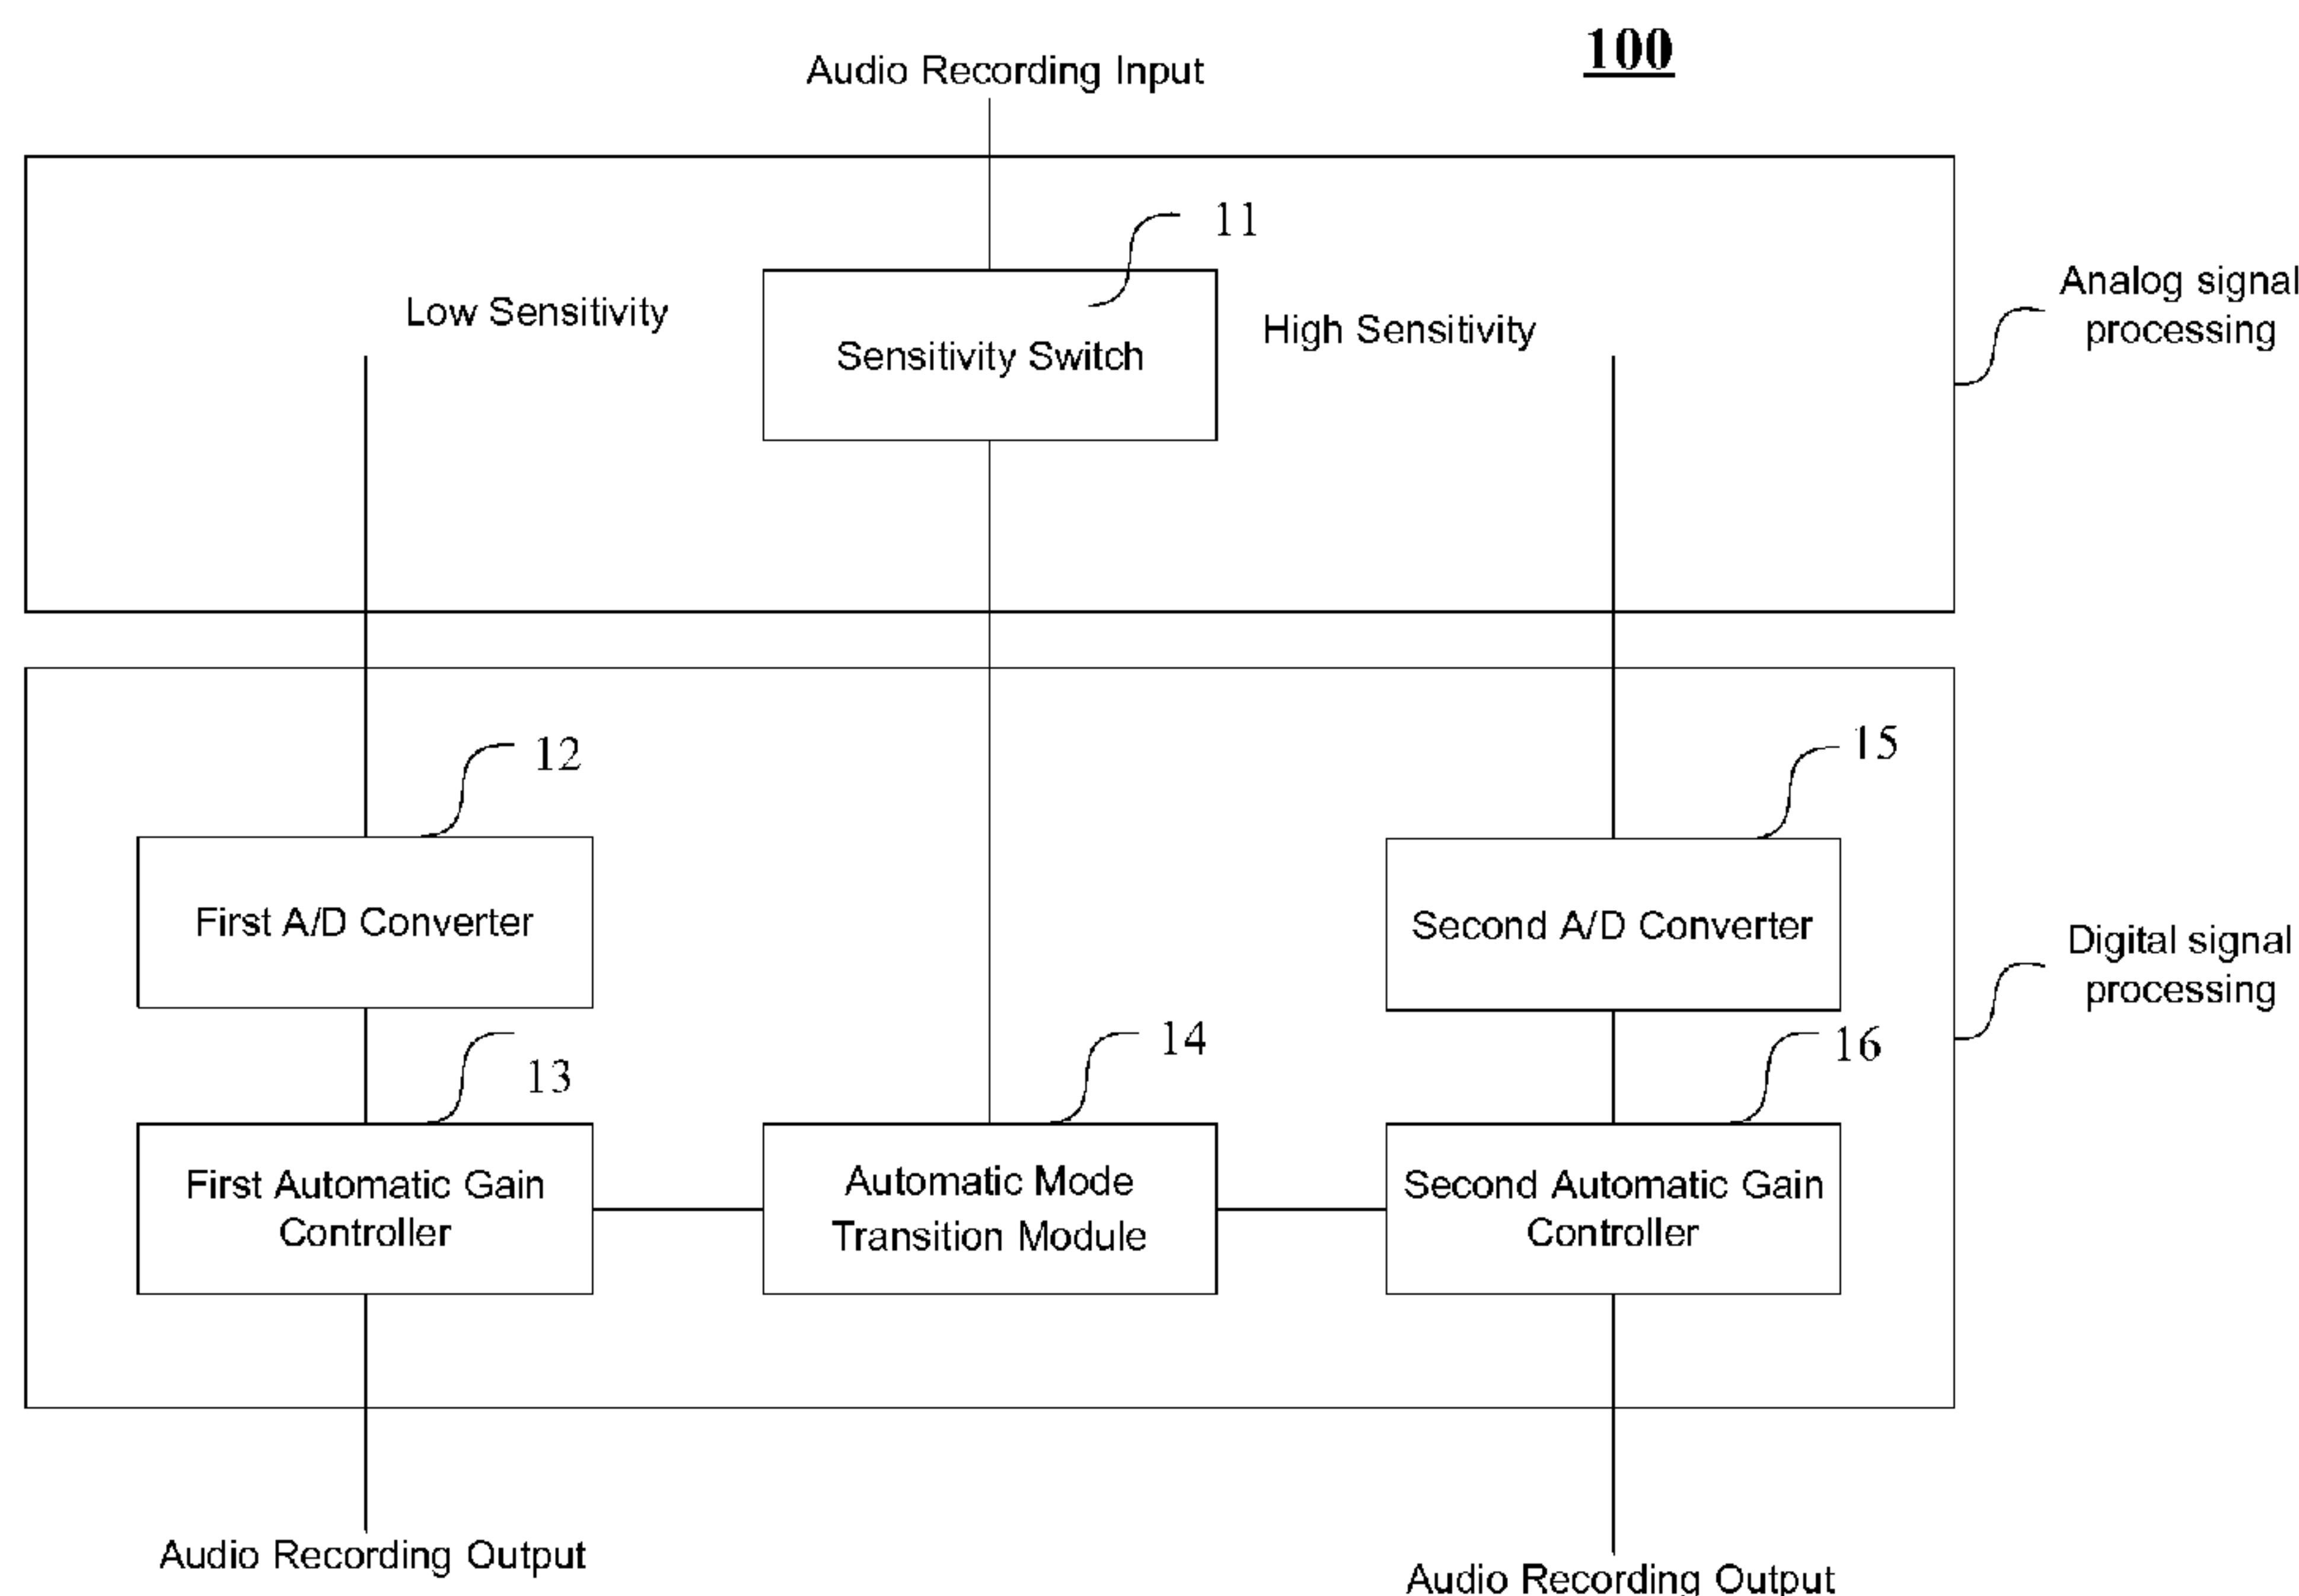 100
Audio Recording Input
11
Low Sensitivity
Sensitivity Switch
High Sensitivity
Analog signal
processing
12
15
First A/D Converter
Second A/D Converter
Digital signal
processing
13
14
16
First Automatic Gain
Controller
Automatic Mode
Transition Module
Second Automatic Gain
Controller
Audio Recording Output
Audio Recording Output